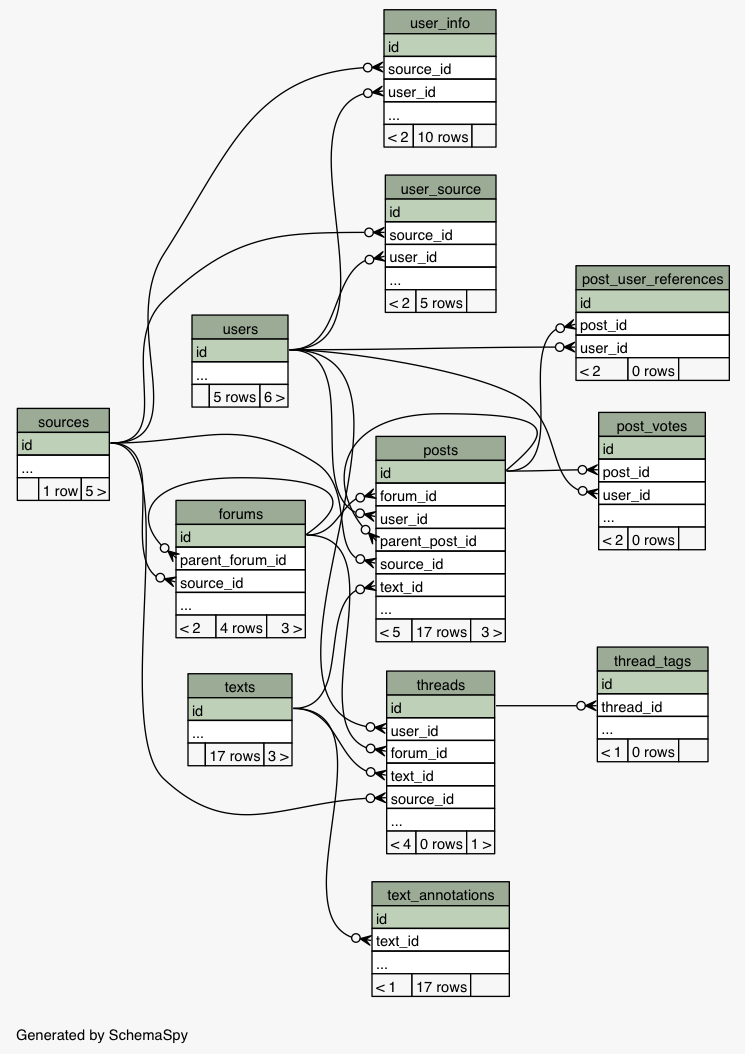 user_info
id
source_id
user_id
...
< 2 10 rows
user_source
id
source_id
user_id
...
< 2 5 rows
post_user_references
id
post_id
user_id
< 2 0 rows
users
id
...
5 rows 6 >
sources
id
...
1 row 5 >
post_votes
id
post_id
user_id
...
< 2 0 rows
posts
id
forum_id
user_id
parent_post_id
source_id
text_id
...
< 5 17 rows 3 >
forums
id
parent_forum_id
source_id
...
< 2 4 rows 3 >
thread_tags
id
thread_id
...
< 1 0 rows
texts
id
...
17 rows 3 >
threads
id
user_id
forum_id
text_id
source_id
...
< 4 0 rows 1 >
text_annotations
id
text_id
...
< 1 17 rows
Generated by SchemaSpy